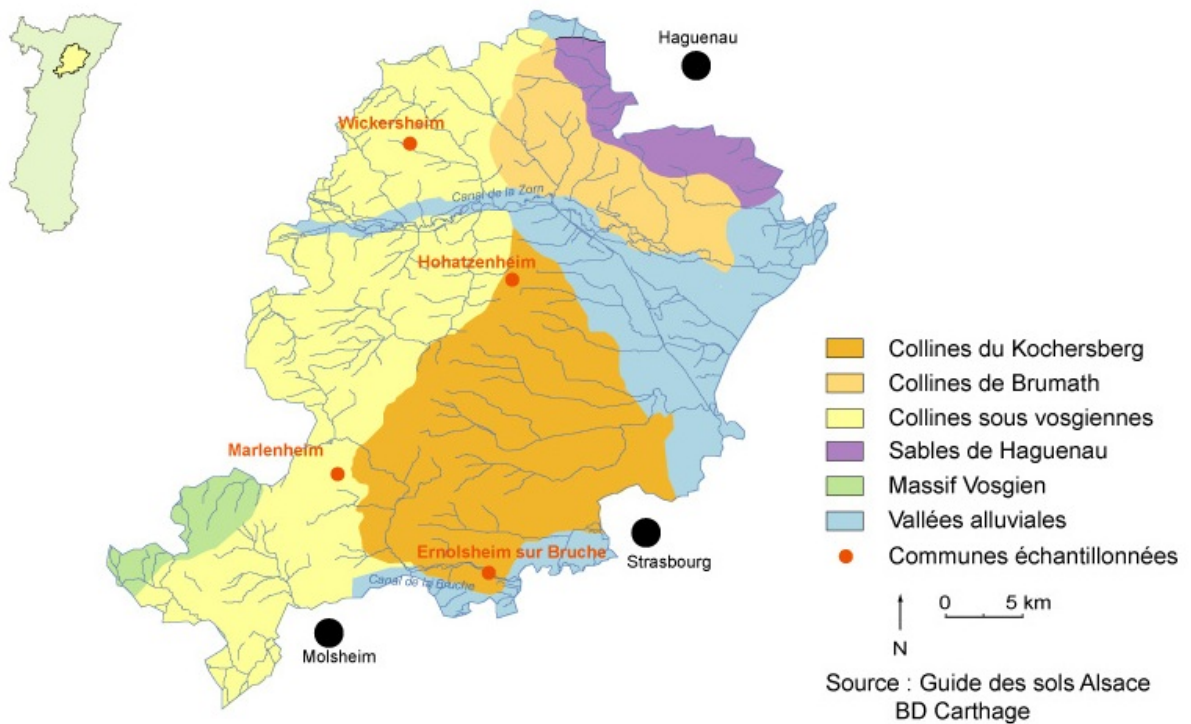 Haguenau
Wickersheim
Canal de la Zorn
Hohatzenheim
Marlenheim
Ernolsheim sur Bruche
Canal de la Bruche
Strasbourg
Molsheim
Collines du Kochersberg
Collines de Brumath
Collines sous vosgiennes
Sables de Haguenau
Massif Vosgien
Vallées alluviales
Communes échantillonnées
0 5 km
N
Source : Guide des sols Alsace
BD Carthage